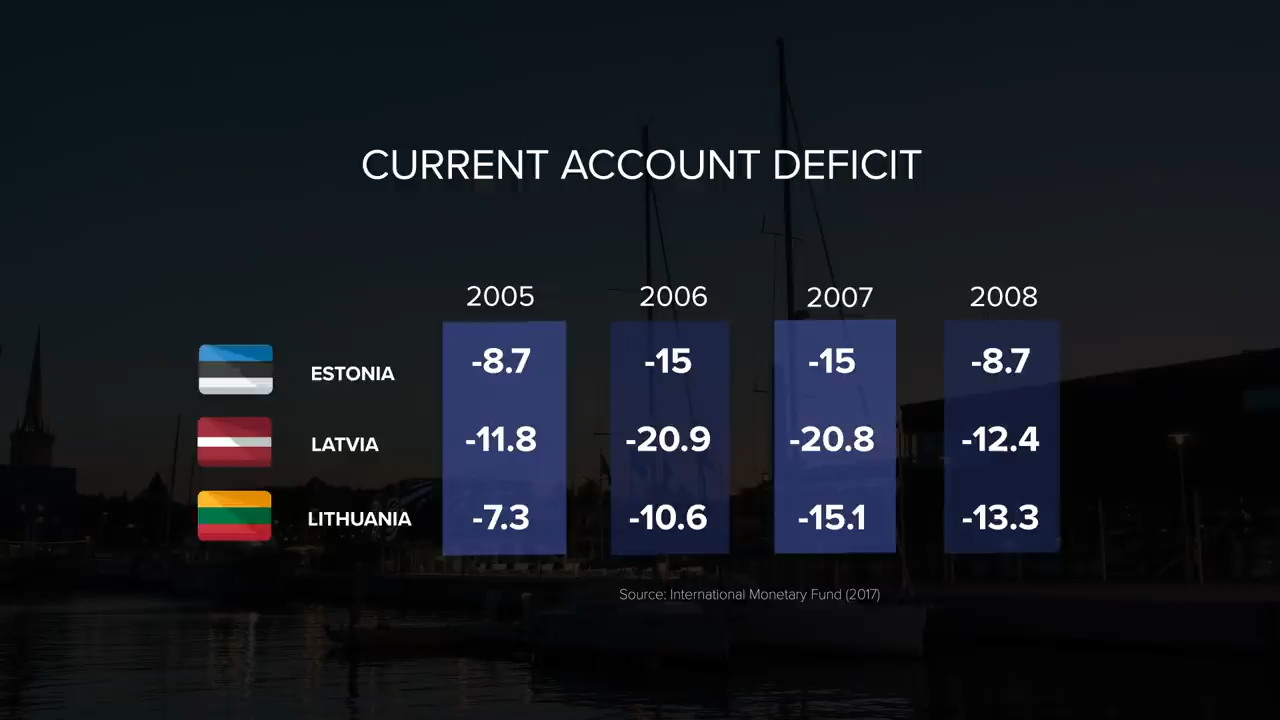 CURRENT ACCOUNT DEFICIT
2005 2006 2007 2008
ESTONIA -8.7 -15 -15 -8.7
LATVIA -11.8 -20.9 -20.8 -12.4
LITHUANIA -7.3 -10.6 -15.1 -13.3
Source: International Monetary Fund (2017)